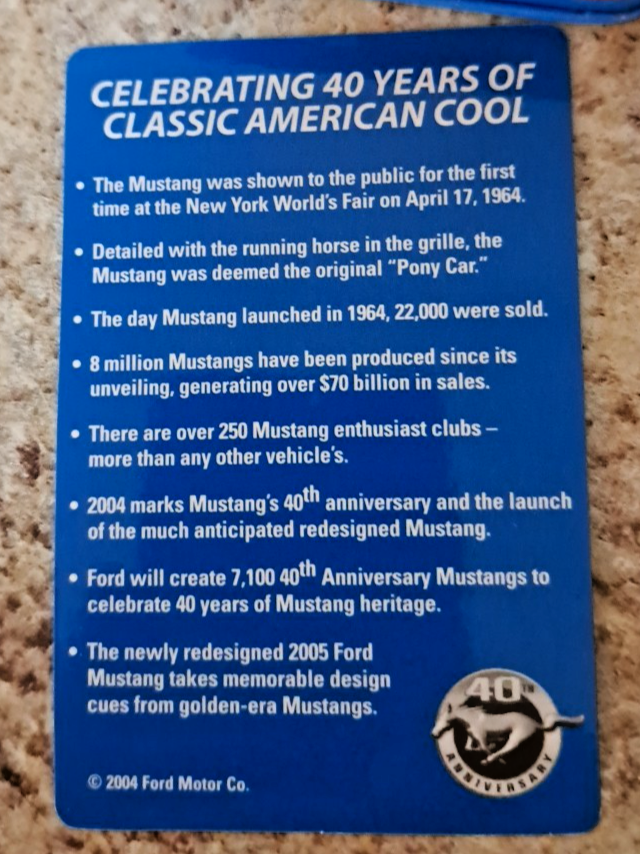 CELEBRATING 40 YEARS OF
CLASSIC AMERICAN COOL
• The Mustang was shown to the public for the first
time at the New York World's Fair on April 17, 1964.
• Detailed with the running horse in the grille, the
Mustang was deemed the original “Pony Car.”
• The day Mustang launched in 1964, 22,000 were sold.
• 8 million Mustangs have been produced since its
unveiling, generating over $70 billion in sales.
• There are over 250 Mustang enthusiast clubs –
more than any other vehicle's.
• 2004 marks Mustang's 40th anniversary and the launch
of the much anticipated redesigned Mustang.
• Ford will create 7,100 40th Anniversary Mustangs to
celebrate 40 years of Mustang heritage.
• The newly redesigned 2005 Ford
Mustang takes memorable design
cues from golden-era Mustangs.
40TH
ANNIVERSARY
© 2004 Ford Motor Co.